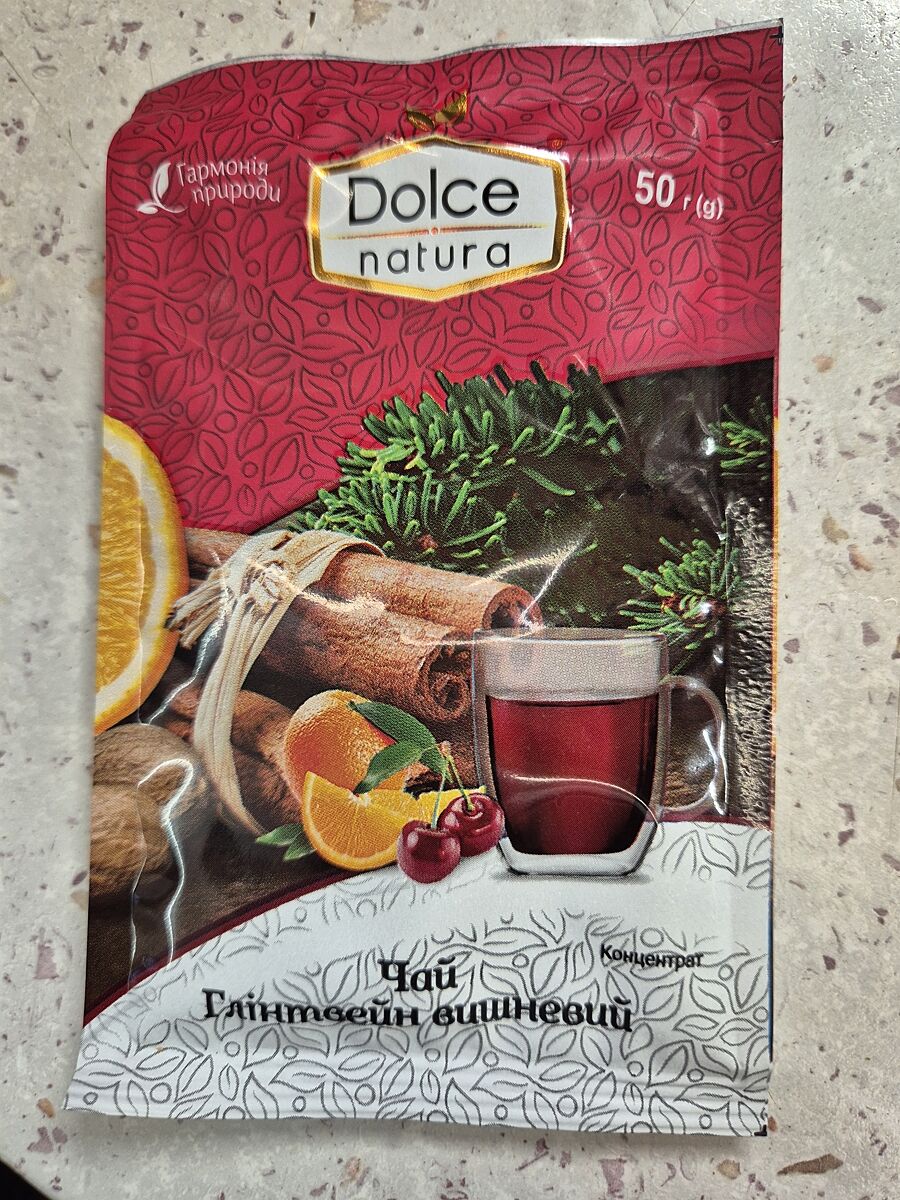 Гармонія
природи
Dolce
natura
50 г (g)
Концентрат
Чай
Глінтвейн вишневий